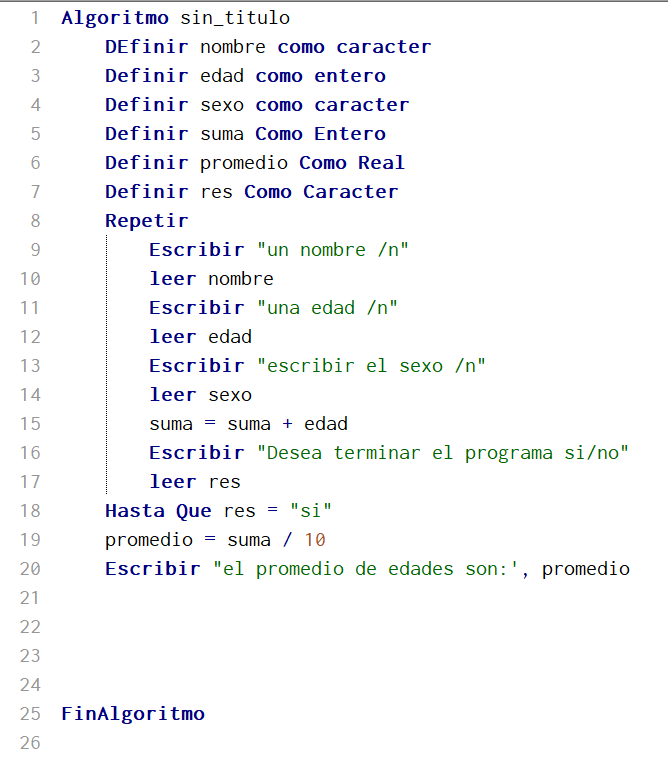 1 Algoritmo sin_titulo
2 DEfinir nombre como caracter
3 Definir edad como entero
4 Definir sexo como caracter
5 Definir suma Como Entero
6 Definir promedio Como Real
7 Definir res Como Caracter
8 Repetir
9 Escribir "un nombre /n"
10 leer nombre
11 Escribir "una edad /n"
12 leer edad
13 Escribir "escribir el sexo /n"
14 leer sexo
15 suma = suma + edad
16 Escribir "Desea terminar el programa si/no"
17 leer res
18 Hasta Que res = "si"
19 promedio = suma / 10
20 Escribir "el promedio de edades son:', promedio
21
22
23
24
25 FinAlgoritmo
26